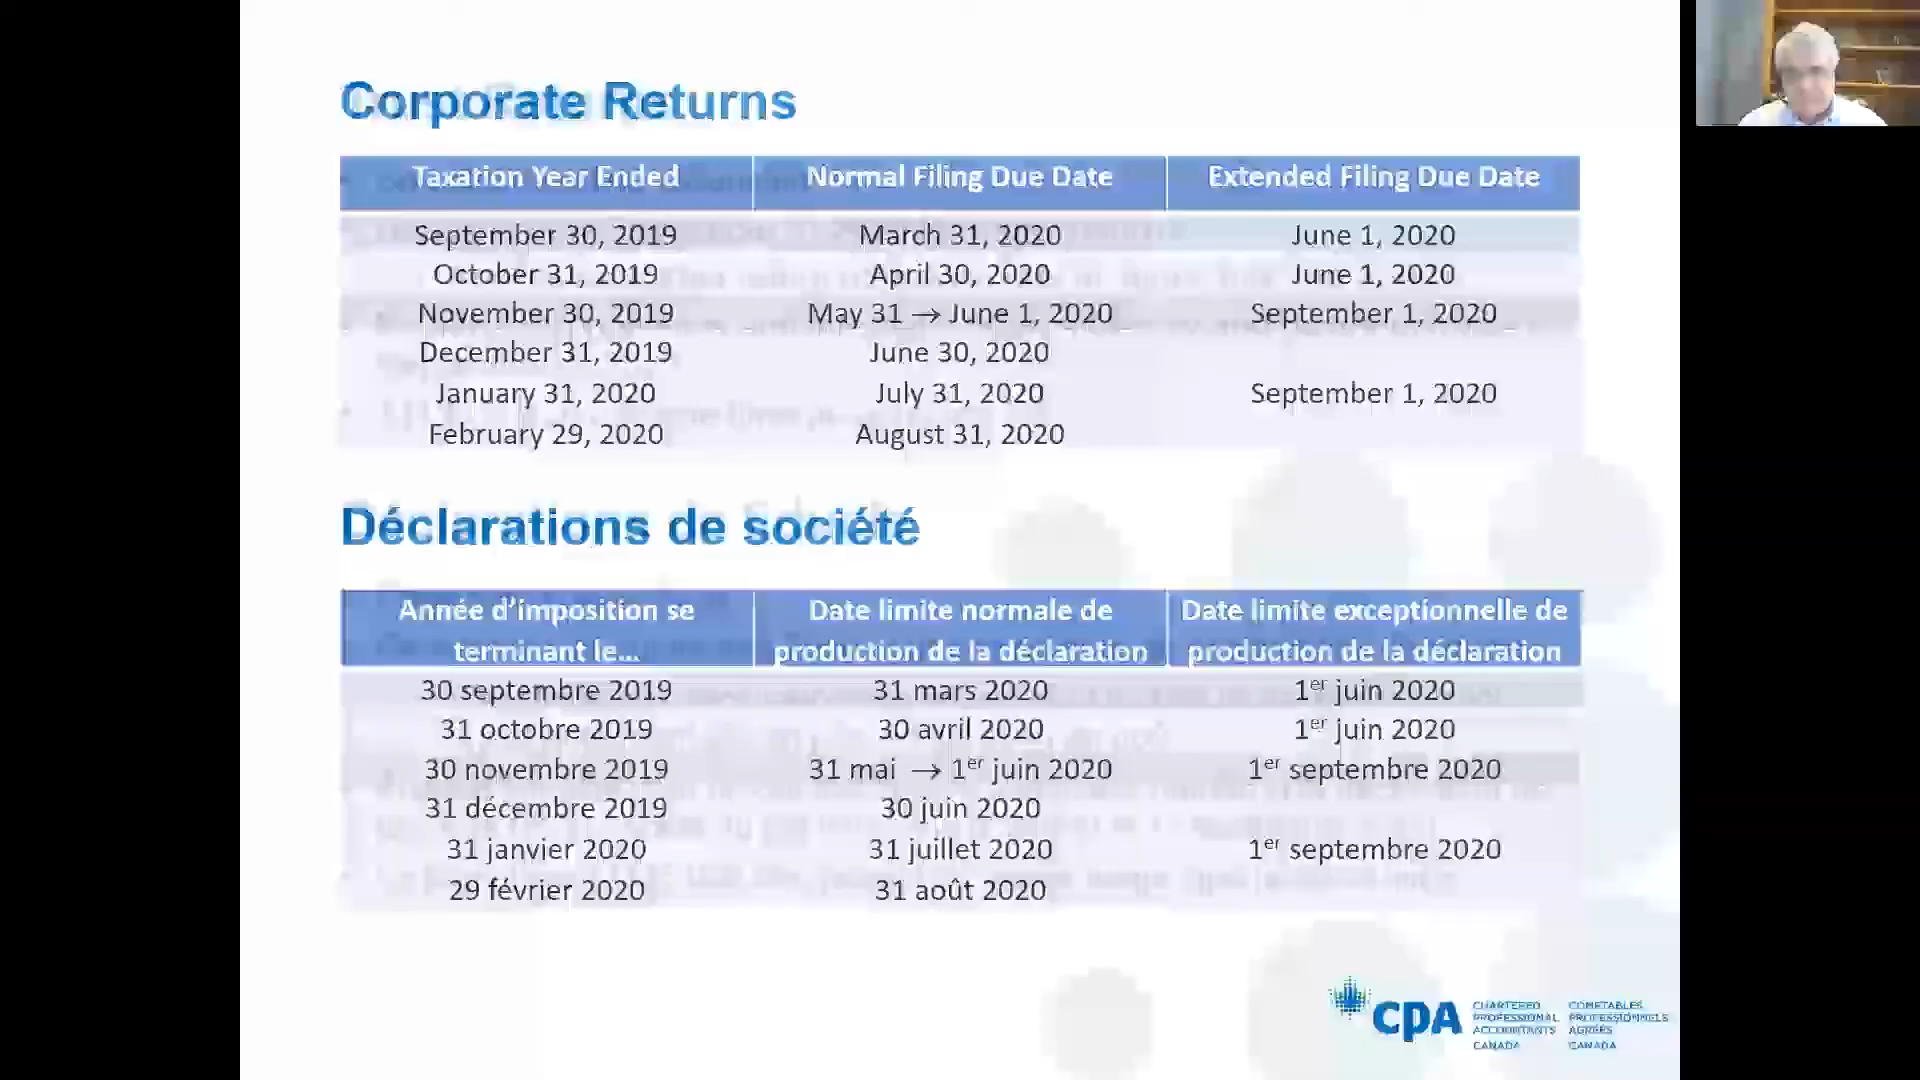 Corporate Returns
Taxation Year Ended Normal Filing Due Date Extended Filing Due Date
September 30, 2019 March 31, 2020 June 1, 2020
October 31, 2019 April 30, 2020 June 1, 2020
November 30, 2019 May 31 → June 1, 2020 September 1, 2020
December 31, 2019 June 30, 2020
January 31, 2020 July 31, 2020 September 1, 2020
February 29, 2020 August 31, 2020
Déclarations de société
Année d’imposition se Date limite normale de Date limite exceptionnelle de
terminant le... production de la déclaration production de la déclaration
30 septembre 2019 31 mars 2020 1er juin 2020
31 octobre 2019 30 avril 2020 1er juin 2020
30 novembre 2019 31 mai → 1er juin 2020 1er septembre 2020
31 décembre 2019 30 juin 2020
31 janvier 2020 31 juillet 2020 1er septembre 2020
29 février 2020 31 août 2020
CPA
CHARTERED COMPTABLES
PROFESSIONAL PROFESSIONNELS
ACCOUNTANTS AGRÉÉS
CANADA CANADA